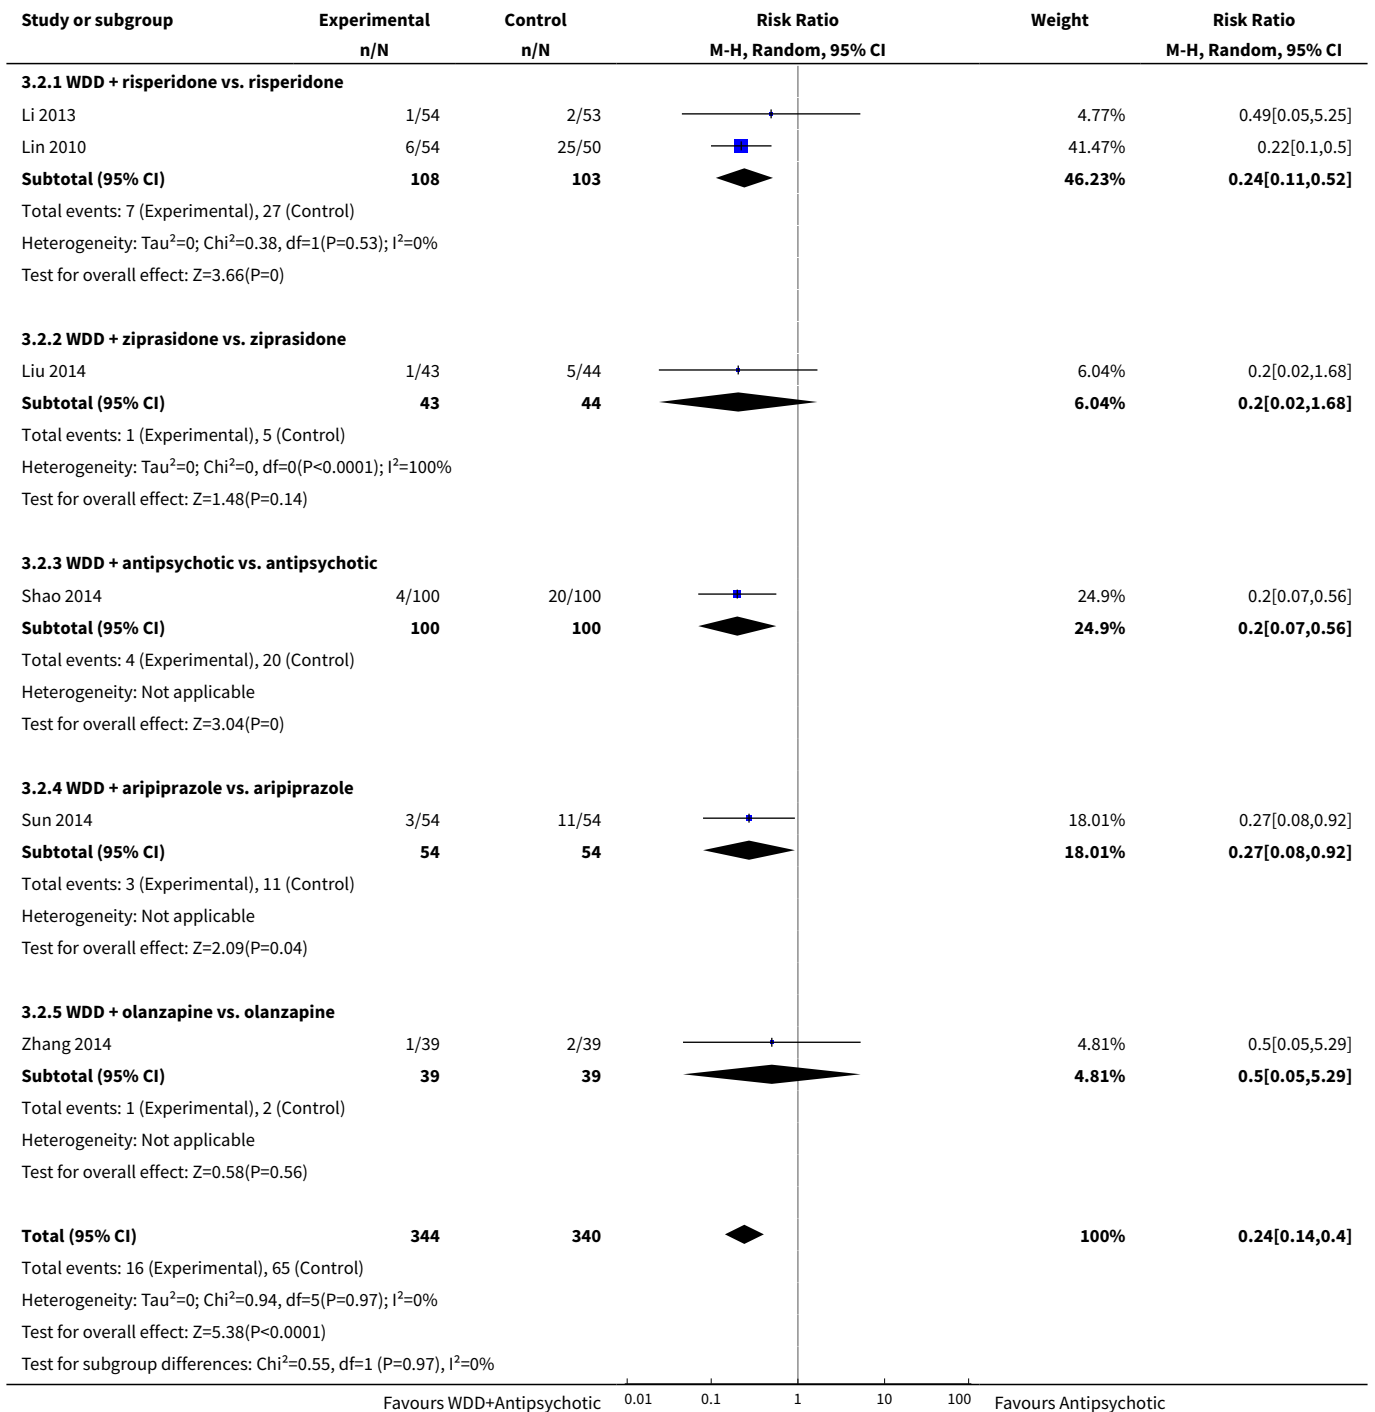 Study or subgroup Experimental Control Risk Ratio Weight Risk Ratio
n/N n/N M-H, Random, 95% CI M-H, Random, 95% CI
3.2.1 WDD + risperidone vs. risperidone
Li 2013 1/54 2/53 4.77% 0.49[0.05,5.25]
Lin 2010 6/54 25/50 41.47% 0.22[0.1,0.5]
Subtotal (95% CI) 108 103 46.23% 0.24[0.11,0.52]
Total events: 7 (Experimental), 27 (Control)
Heterogeneity: Tau²=0; Chi²=0.38, df=1(P=0.53); I²=0%
Test for overall effect: Z=3.66(P=0)
3.2.2 WDD + ziprasidone vs. ziprasidone
Liu 2014 1/43 5/44 6.04% 0.2[0.02,1.68]
Subtotal (95% CI) 43 44 6.04% 0.2[0.02,1.68]
Total events: 1 (Experimental), 5 (Control)
Heterogeneity: Tau²=0; Chi²=0, df=0(P<0.0001); I²=100%
Test for overall effect: Z=1.48(P=0.14)
3.2.3 WDD + antipsychotic vs. antipsychotic
Shao 2014 4/100 20/100 24.9% 0.2[0.07,0.56]
Subtotal (95% CI) 100 100 24.9% 0.2[0.07,0.56]
Total events: 4 (Experimental), 20 (Control)
Heterogeneity: Not applicable
Test for overall effect: Z=3.04(P=0)
3.2.4 WDD + aripiprazole vs. aripiprazole
Sun 2014 3/54 11/54 18.01% 0.27[0.08,0.92]
Subtotal (95% CI) 54 54 18.01% 0.27[0.08,0.92]
Total events: 3 (Experimental), 11 (Control)
Heterogeneity: Not applicable
Test for overall effect: Z=2.09(P=0.04)
3.2.5 WDD + olanzapine vs. olanzapine
Zhang 2014 1/39 2/39 4.81% 0.5[0.05,5.29]
Subtotal (95% CI) 39 39 4.81% 0.5[0.05,5.29]
Total events: 1 (Experimental), 2 (Control)
Heterogeneity: Not applicable
Test for overall effect: Z=0.58(P=0.56)
Total (95% CI) 344 340 100% 0.24[0.14,0.4]
Total events: 16 (Experimental), 65 (Control)
Heterogeneity: Tau²=0; Chi²=0.94, df=5(P=0.97); I²=0%
Test for overall effect: Z=5.38(P<0.0001)
Test for subgroup differences: Chi²=0.55, df=1 (P=0.97), I²=0%
Favours WDD+Antipsychotic 0.01 0.1 1 10 100 Favours Antipsychotic